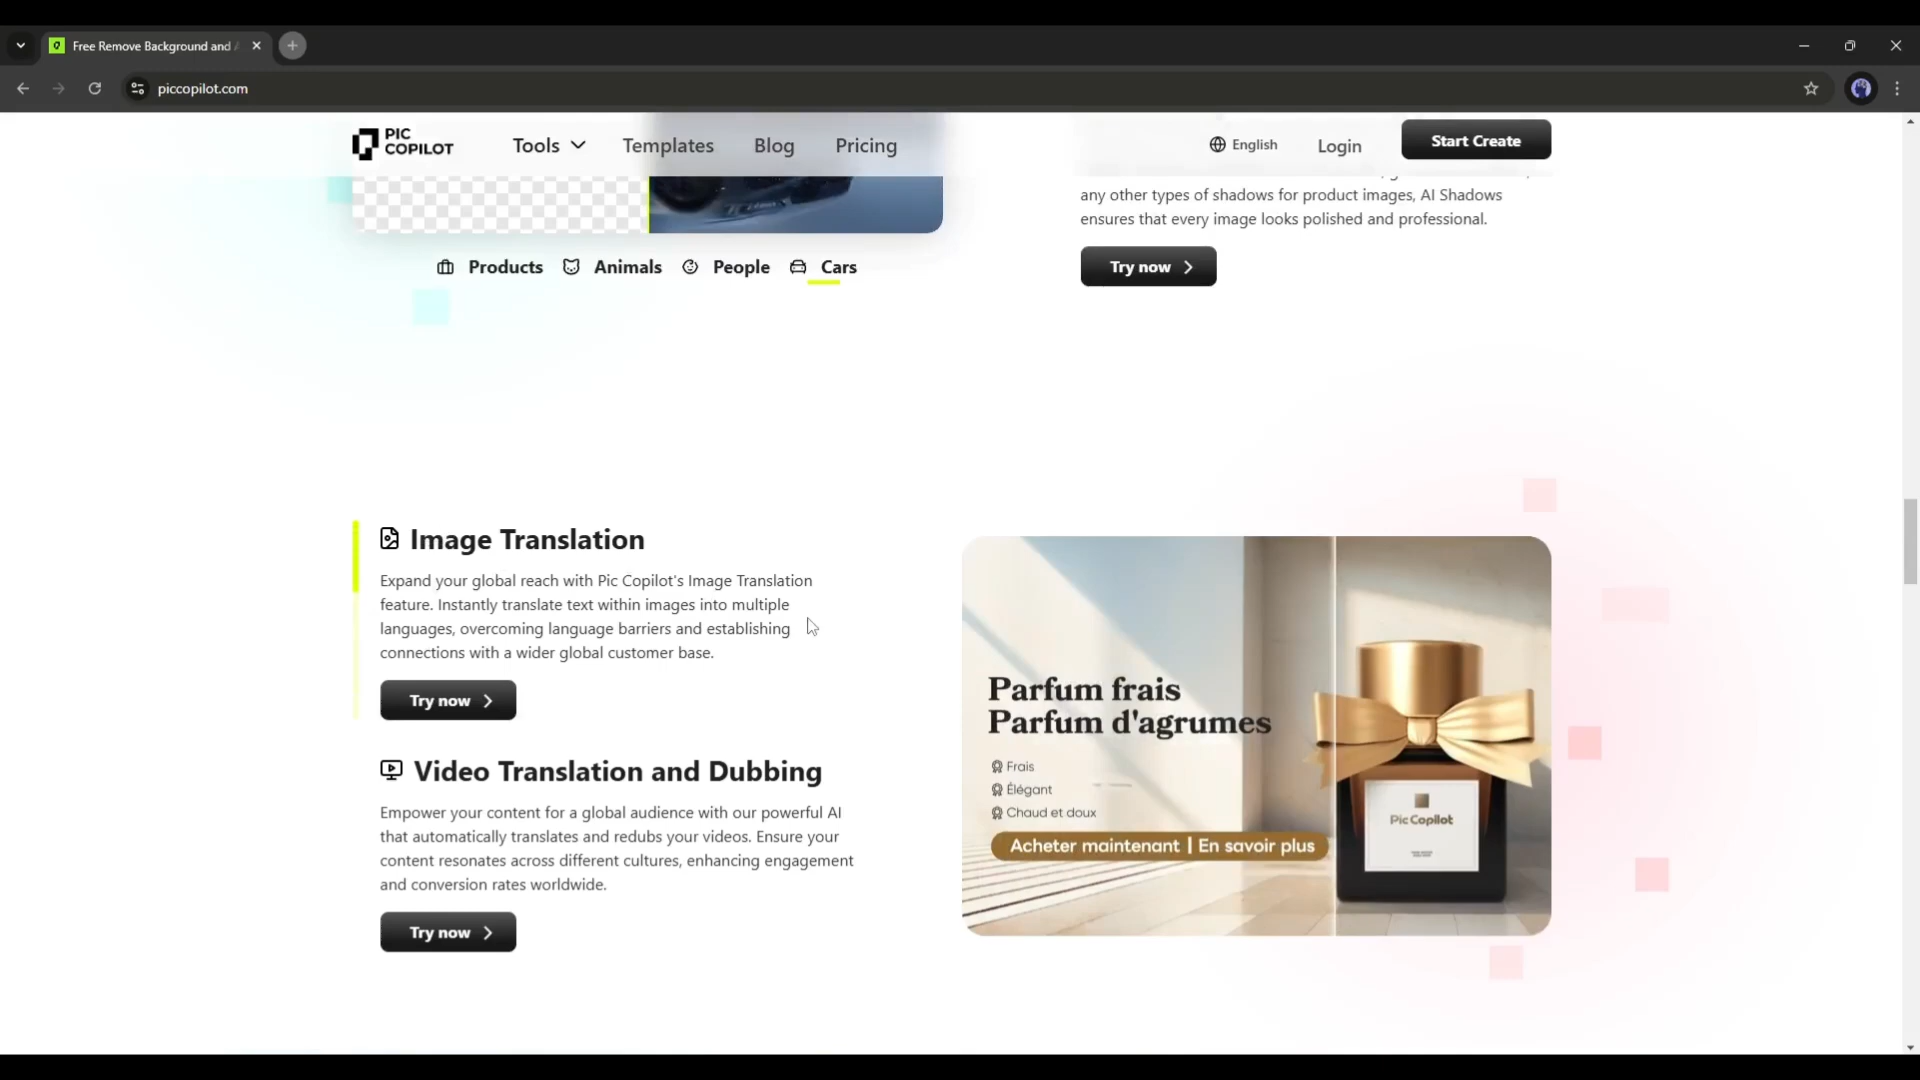 Free Remove Background and
piccopilot.com
PIC
COPILOT
Tools
Templates
Blog
Pricing
English
Login
Start Create
any other types of shadows for product images, AI Shadows
ensures that every image looks polished and professional.
Products
Animals
People
Cars
Try now
Image Translation
Expand your global reach with Pic Copilot's Image Translation
feature. Instantly translate text within images into multiple
languages, overcoming language barriers and establishing
connections with a wider global customer base.
Try now
Video Translation and Dubbing
Empower your content for a global audience with our powerful AI
that automatically translates and redubs your videos. Ensure your
content resonates across different cultures, enhancing engagement
and conversion rates worldwide.
Try now
Parfum frais
Parfum d'agrumes
Frais
Élégant
Chaud et doux
Acheter maintenant | En savoir plus
Pic Copilot